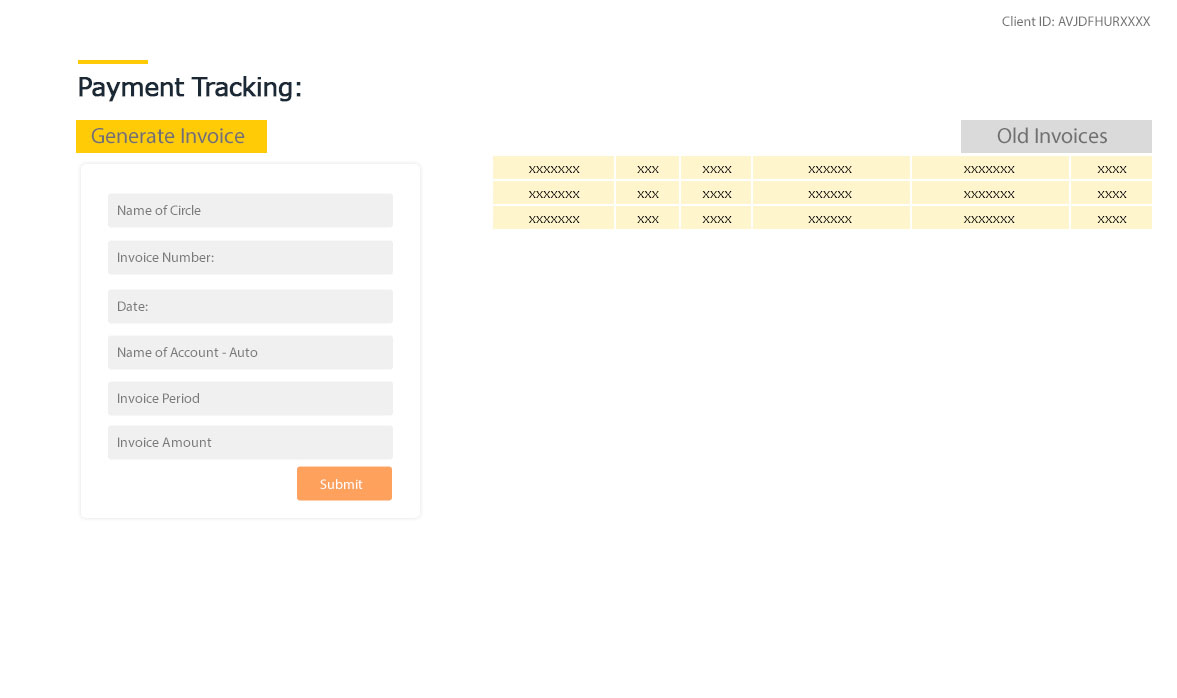 Client ID: AVJDFHURXXXX
Payment Tracking:
Generate Invoice
Old Invoices
Name of Circle
Invoice Number:
Date:
Name of Account - Auto
Invoice Period
Invoice Amount
Submit
xxxxxxx xxx xxxx xxxxxx xxxxxxx xxxx
xxxxxxx xxx xxxx xxxxxx xxxxxxx xxxx
xxxxxxx xxx xxxx xxxxxx xxxxxxx xxxx